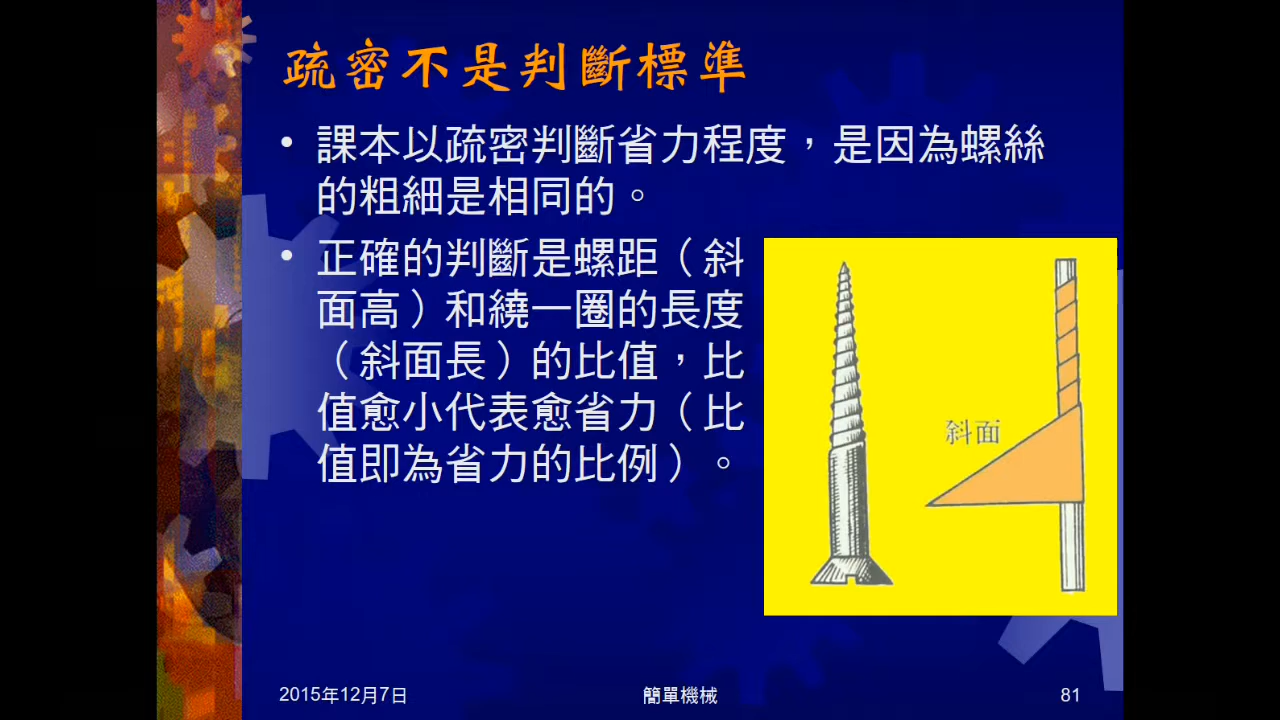 疏密不是判斷標準
• 課本以疏密判斷省力程度，是因為螺絲
的粗細是相同的。
• 正確的判斷是螺距（斜
面高）和繞一圈的長度
（斜面長）的比值，比
值愈小代表愈省力（比
值即為省力的比例）。
斜面
2015年12月7日
簡單機械
81